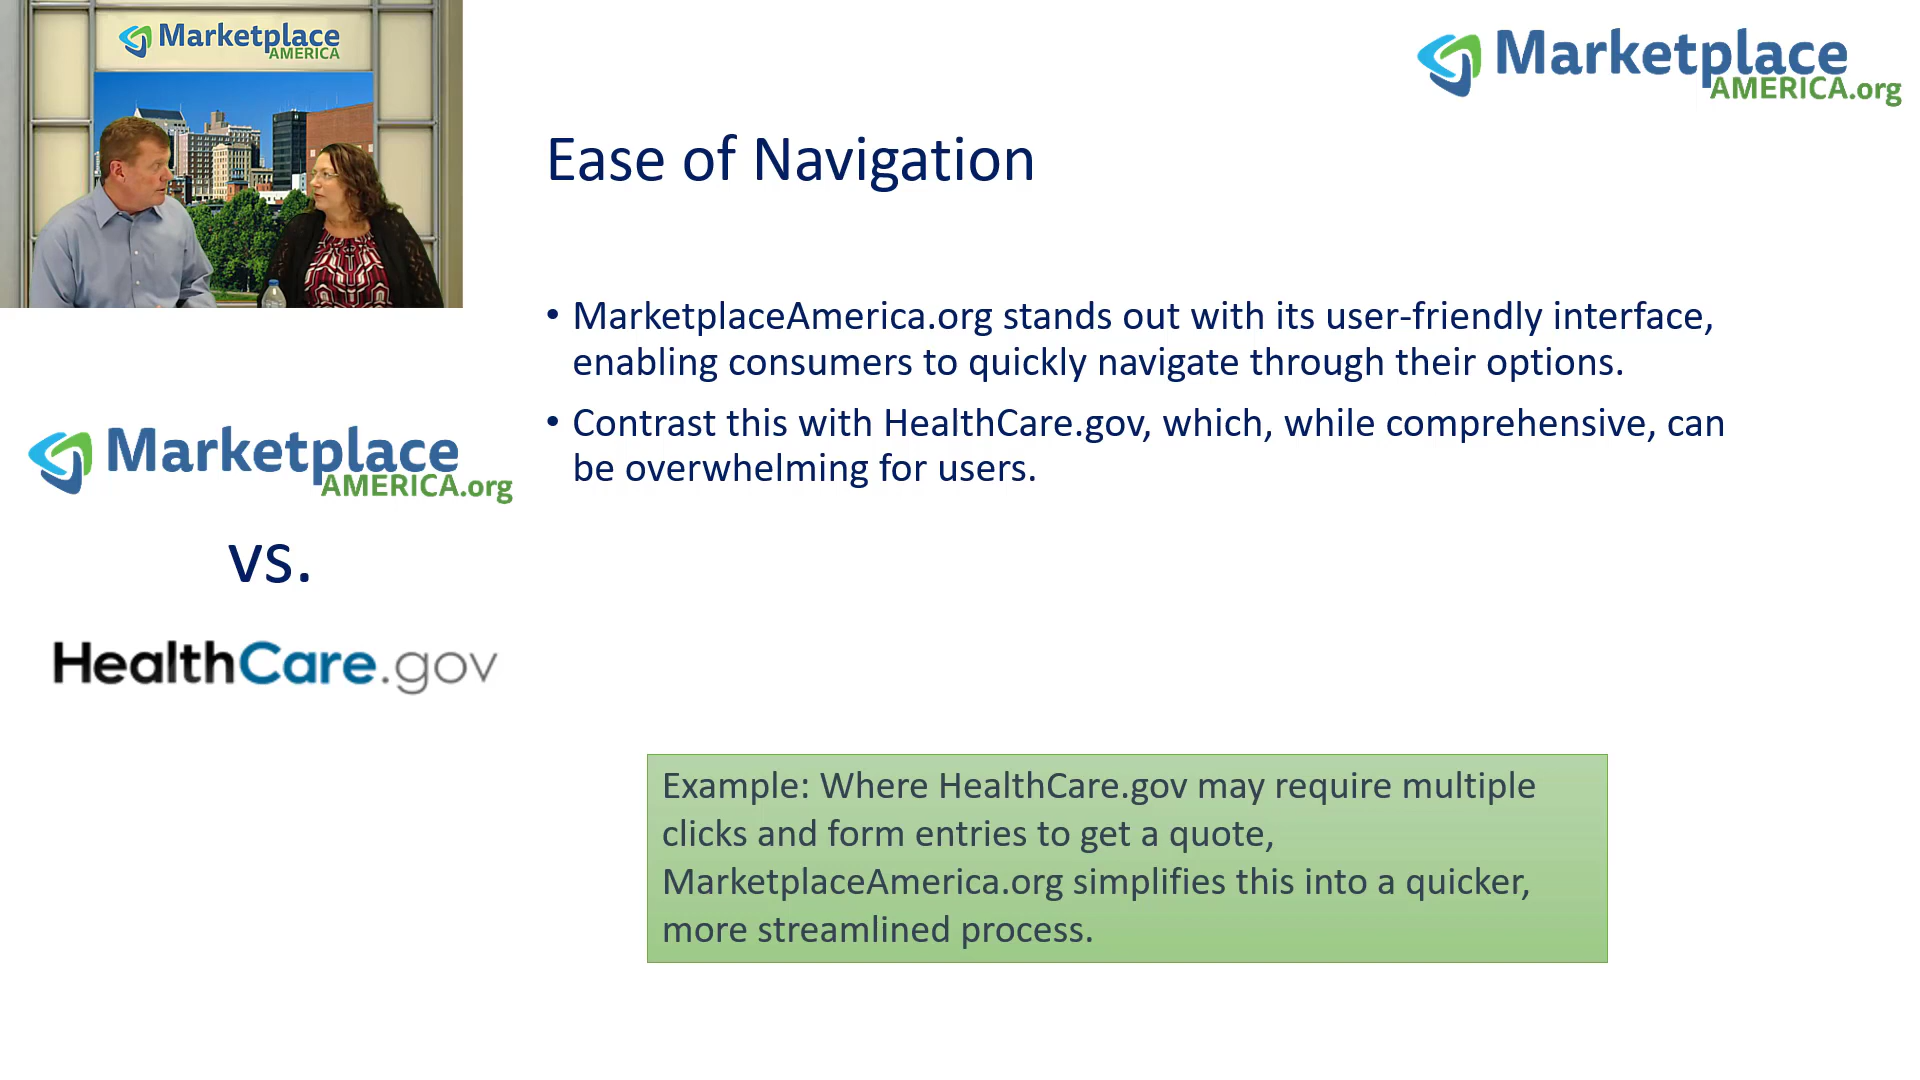 Marketplace
AMERICA
Marketplace
AMERICA.org
Ease of Navigation
• MarketplaceAmerica.org stands out with its user-friendly interface,
enabling consumers to quickly navigate through their options.
• Contrast this with HealthCare.gov, which, while comprehensive, can
be overwhelming for users.
Marketplace
AMERICA.org
vs.
HealthCare.gov
Example: Where HealthCare.gov may require multiple
clicks and form entries to get a quote,
MarketplaceAmerica.org simplifies this into a quicker,
more streamlined process.